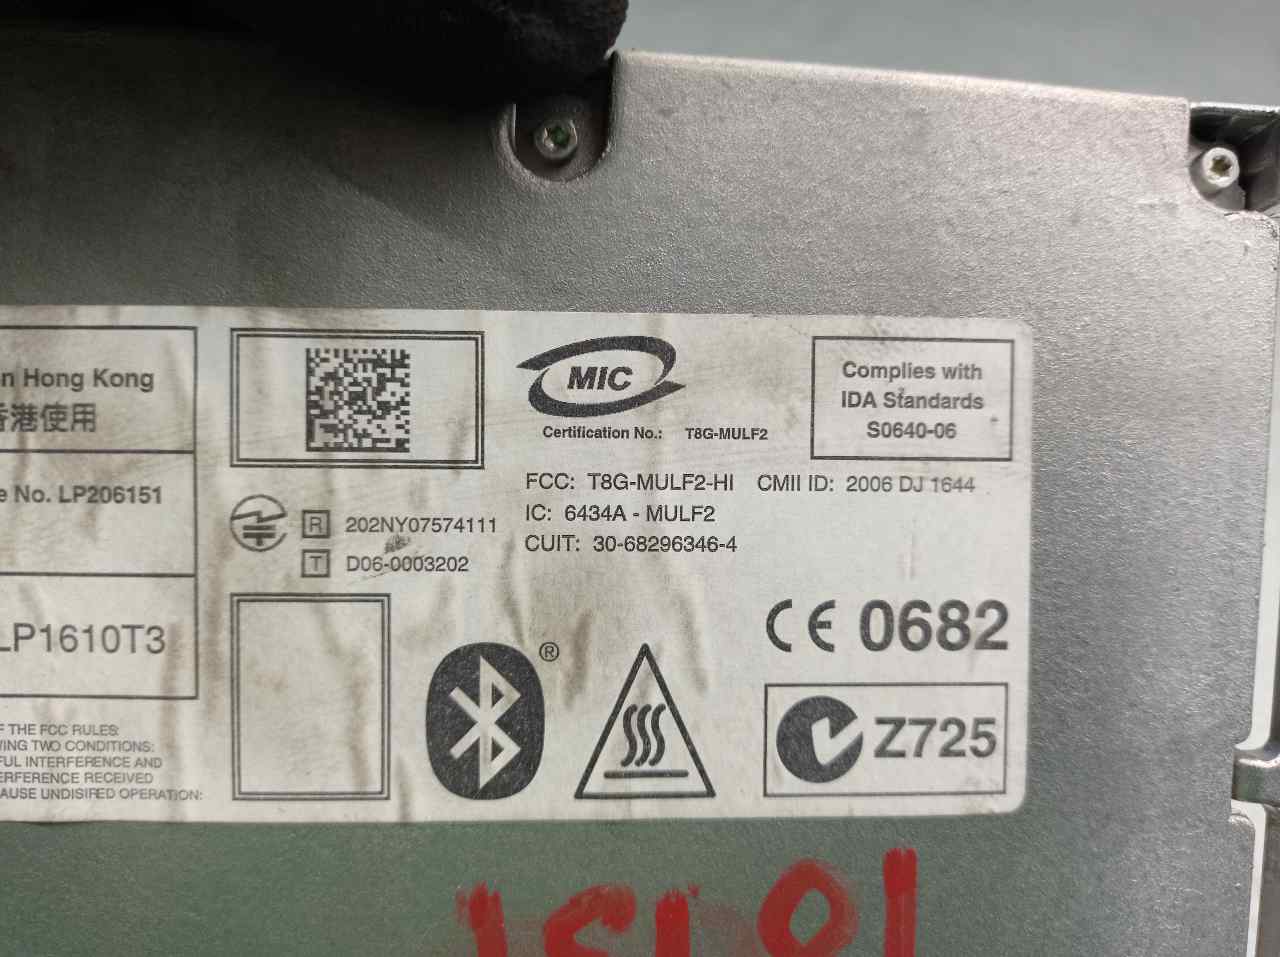 n Hong Kong
香港使用
e No. LP206151
LP1610T3
F THE FCC RULES:
WING TWO CONDITIONS:
FUL INTERFERENCE AND
ERFERENCE RECEIVED
AUSE UNDISIRED OPERATION:
MIC
Certification No.: T8G-MULF2
Complies with
IDA Standards
S0640-06
FCC: T8G-MULF2-HI CMII ID: 2006 DJ 1644
IC: 6434A - MULF2
CUIT: 30-68296346-4
R 202NY07574111
T D06-0003202
CE 0682
®
Z725